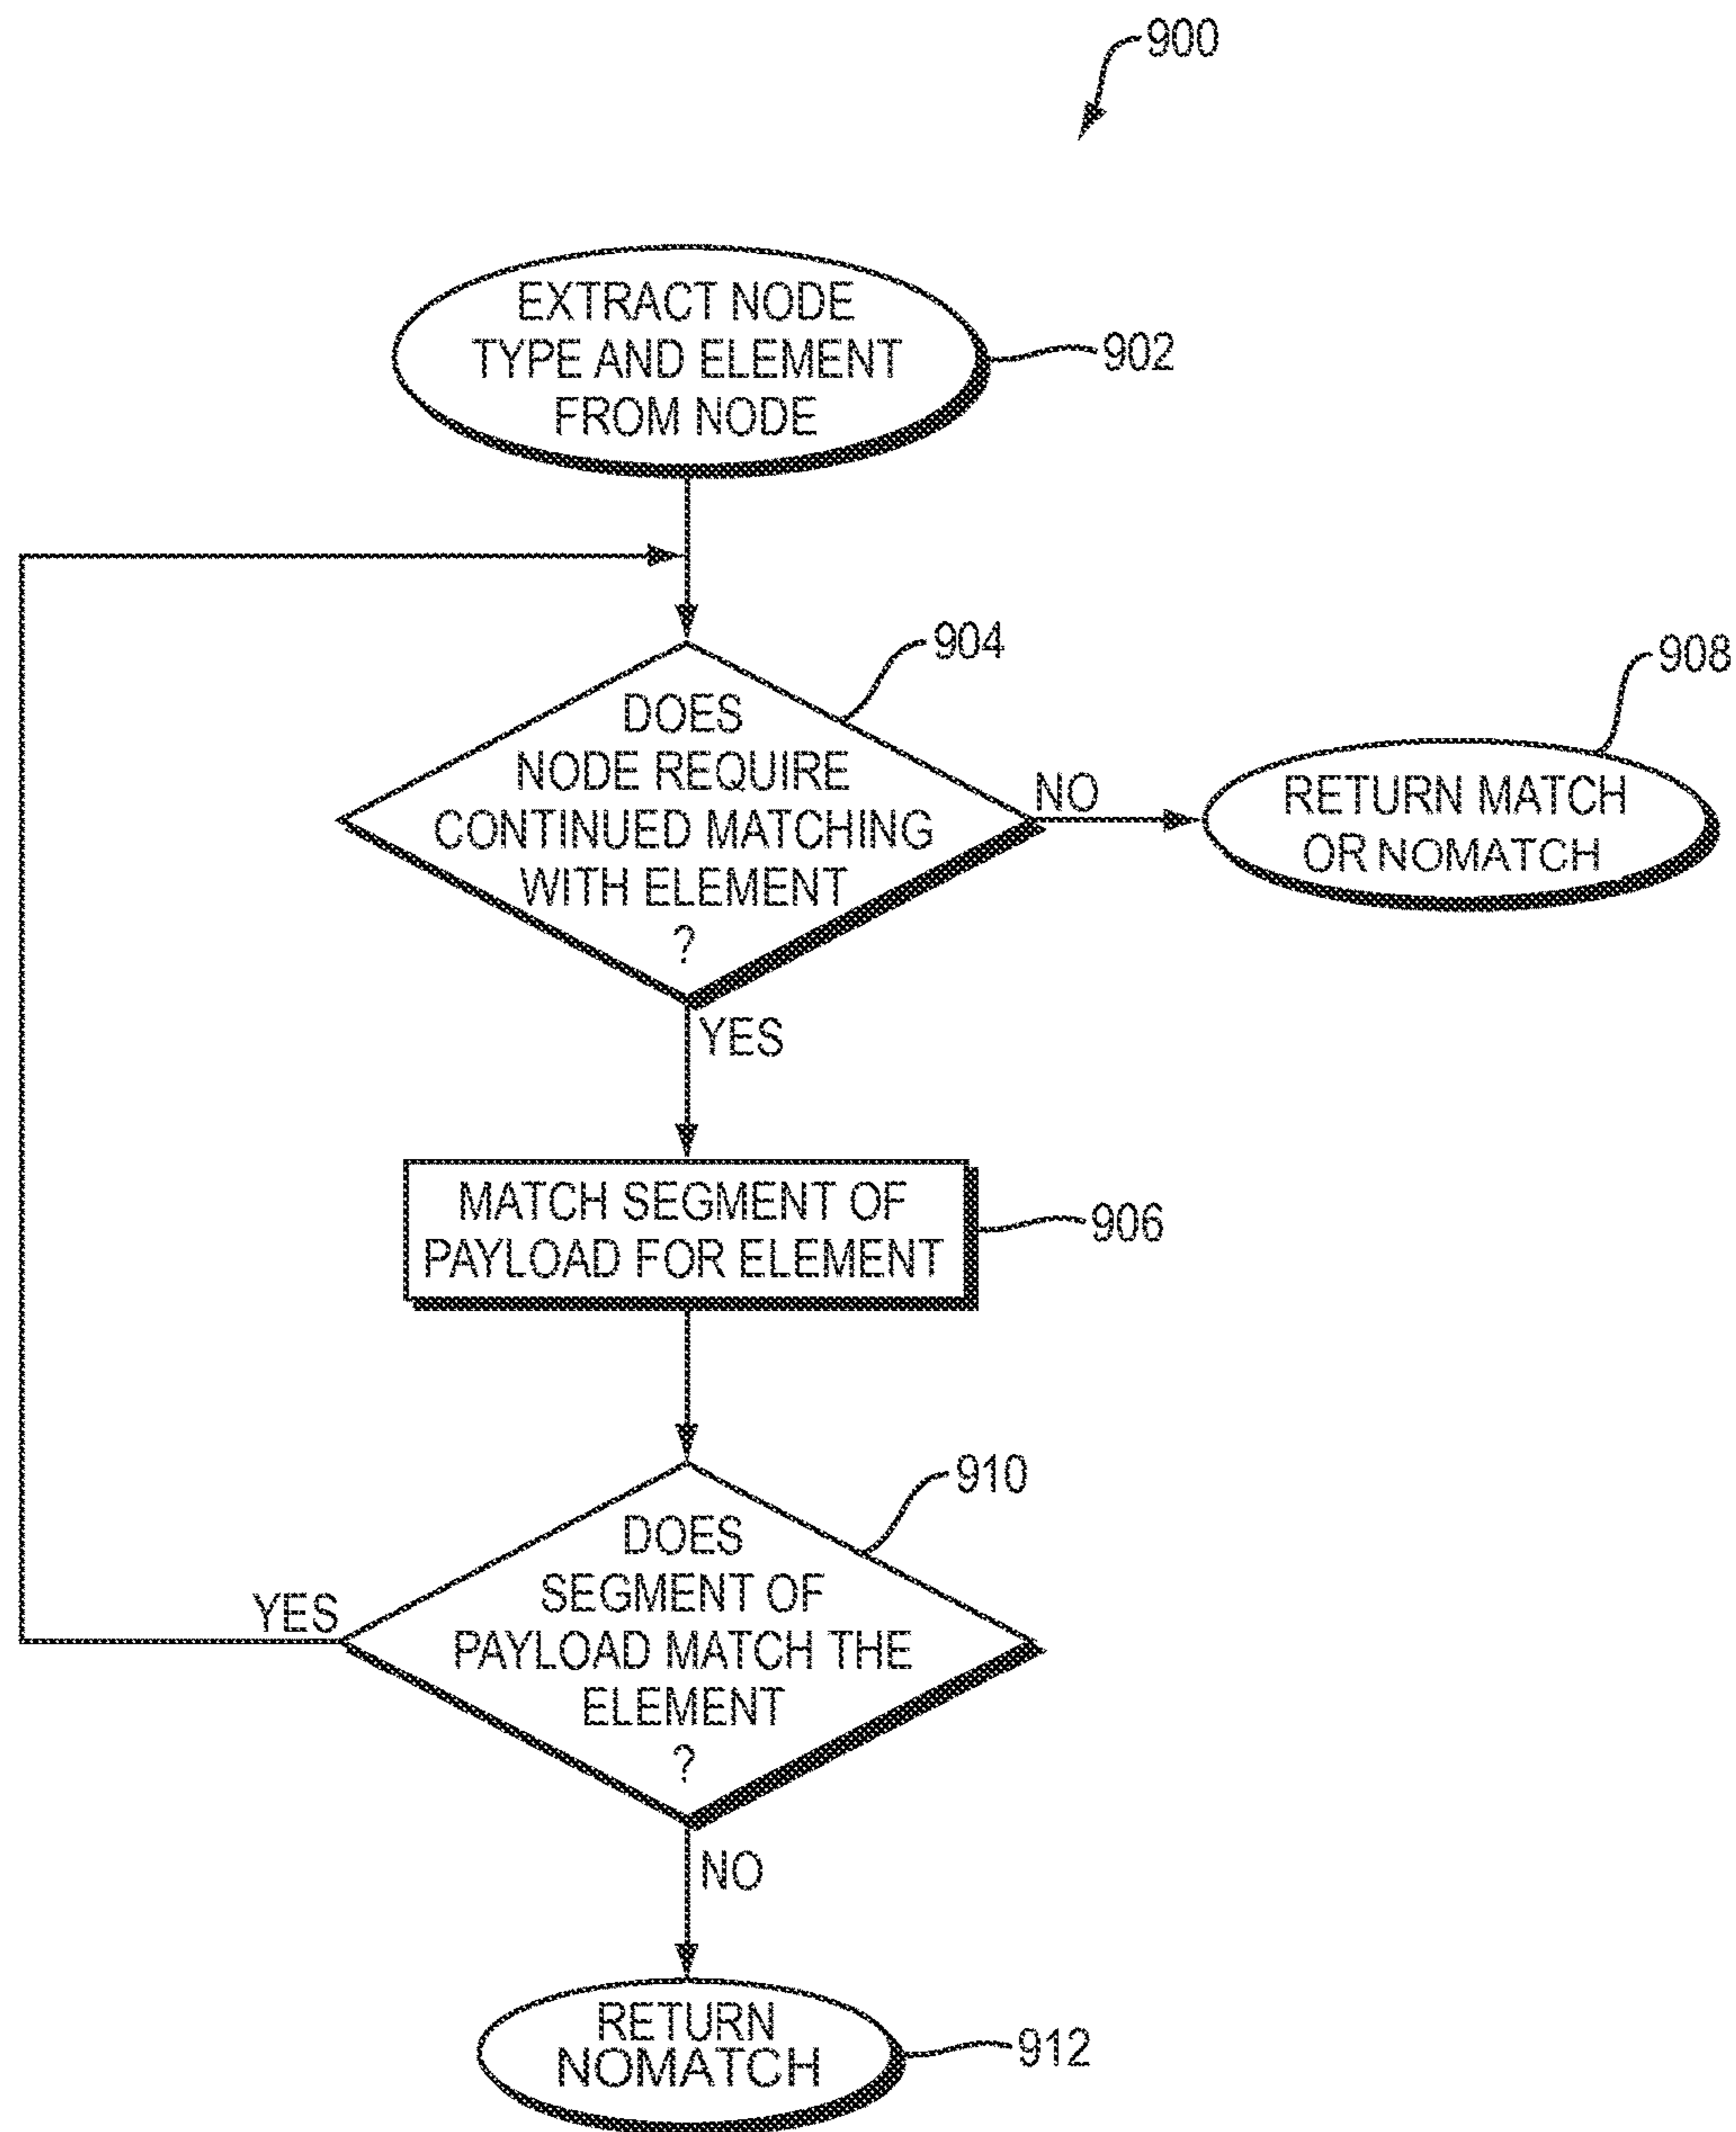 900
EXTRACT NODE
TYPE AND ELEMENT
FROM NODE
902
904
DOES
NODE REQUIRE
CONTINUED MATCHING
WITH ELEMENT
?
NO
908
RETURN MATCH
OR NOMATCH
YES
MATCH SEGMENT OF
PAYLOAD FOR ELEMENT
906
910
DOES
SEGMENT OF
PAYLOAD MATCH THE
ELEMENT
?
YES
NO
RETURN
NOMATCH
912